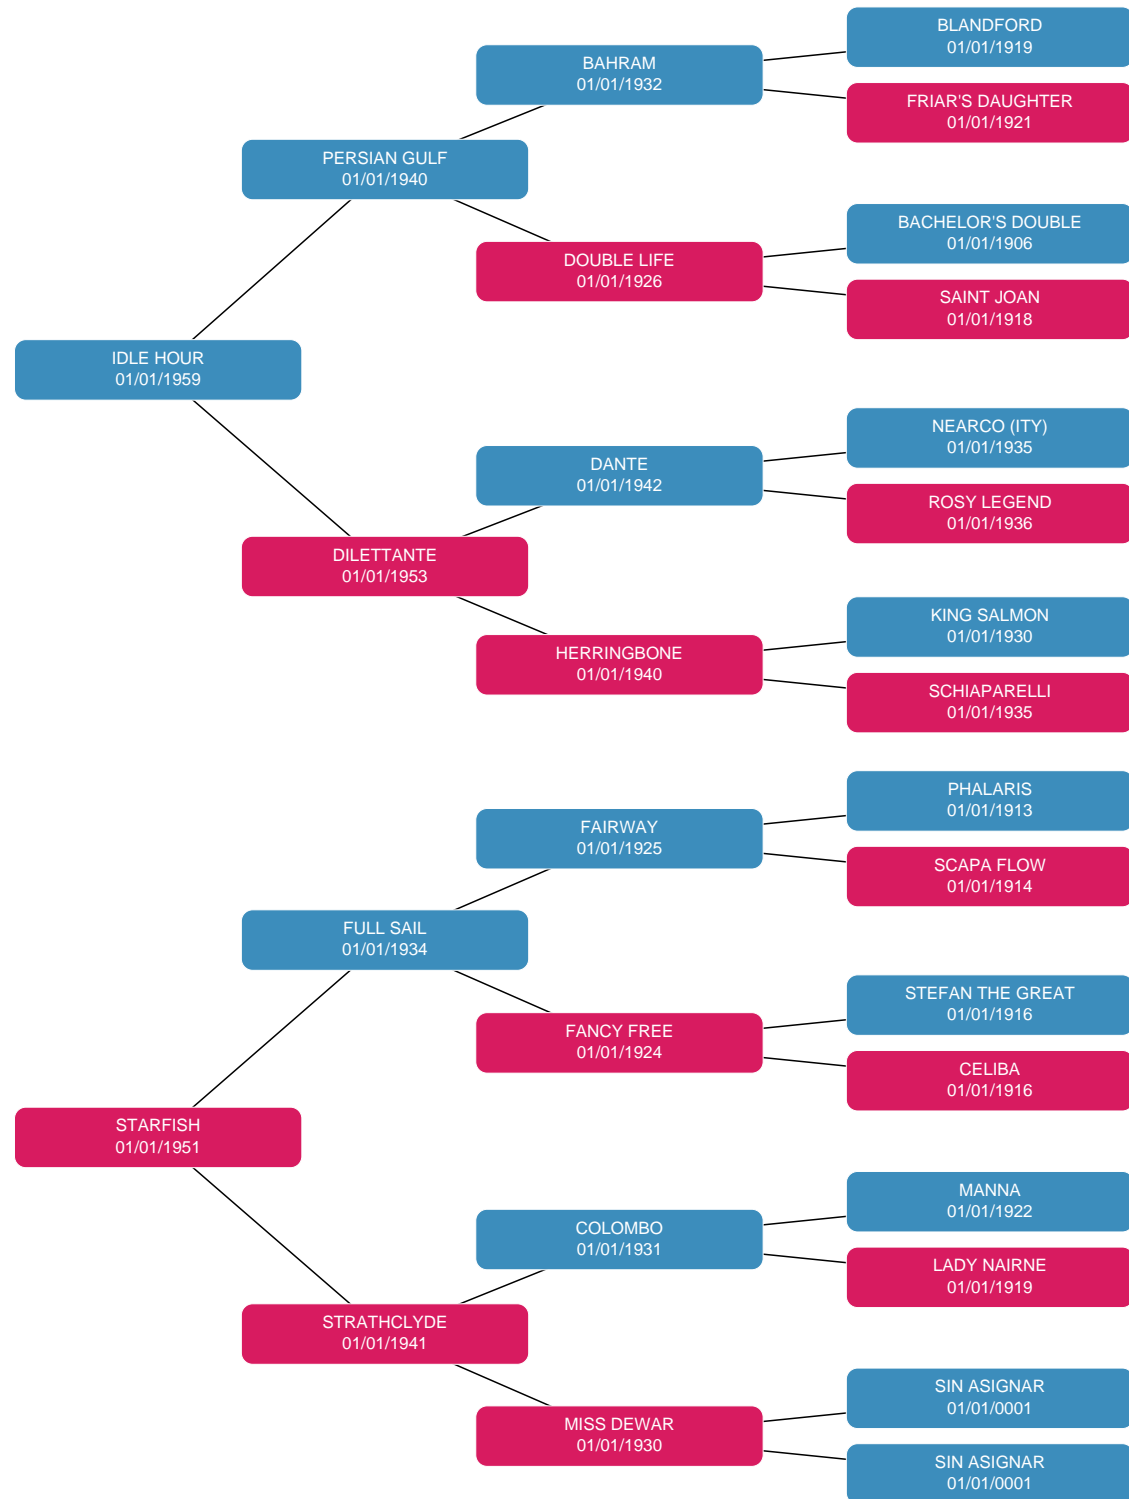 BLANDFORD
01/01/1919
BAHRAM
01/01/1932
FRIAR'S DAUGHTER
01/01/1921
PERSIAN GULF
01/01/1940
BACHELOR'S DOUBLE
01/01/1906
DOUBLE LIFE
01/01/1926
SAINT JOAN
01/01/1918
IDLE HOUR
01/01/1959
NEARCO (ITY)
01/01/1935
DANTE
01/01/1942
ROSY LEGEND
01/01/1936
DILETTANTE
01/01/1953
KING SALMON
01/01/1930
HERRINGBONE
01/01/1940
SCHIAPARELLI
01/01/1935
PHALARIS
01/01/1913
FAIRWAY
01/01/1925
SCAPA FLOW
01/01/1914
FULL SAIL
01/01/1934
STEFAN THE GREAT
01/01/1916
FANCY FREE
01/01/1924
CELIBA
01/01/1916
STARFISH
01/01/1951
MANNA
01/01/1922
COLOMBO
01/01/1931
LADY NAIRNE
01/01/1919
STRATHCLYDE
01/01/1941
SIN ASIGNAR
01/01/0001
MISS DEWAR
01/01/1930
SIN ASIGNAR
01/01/0001